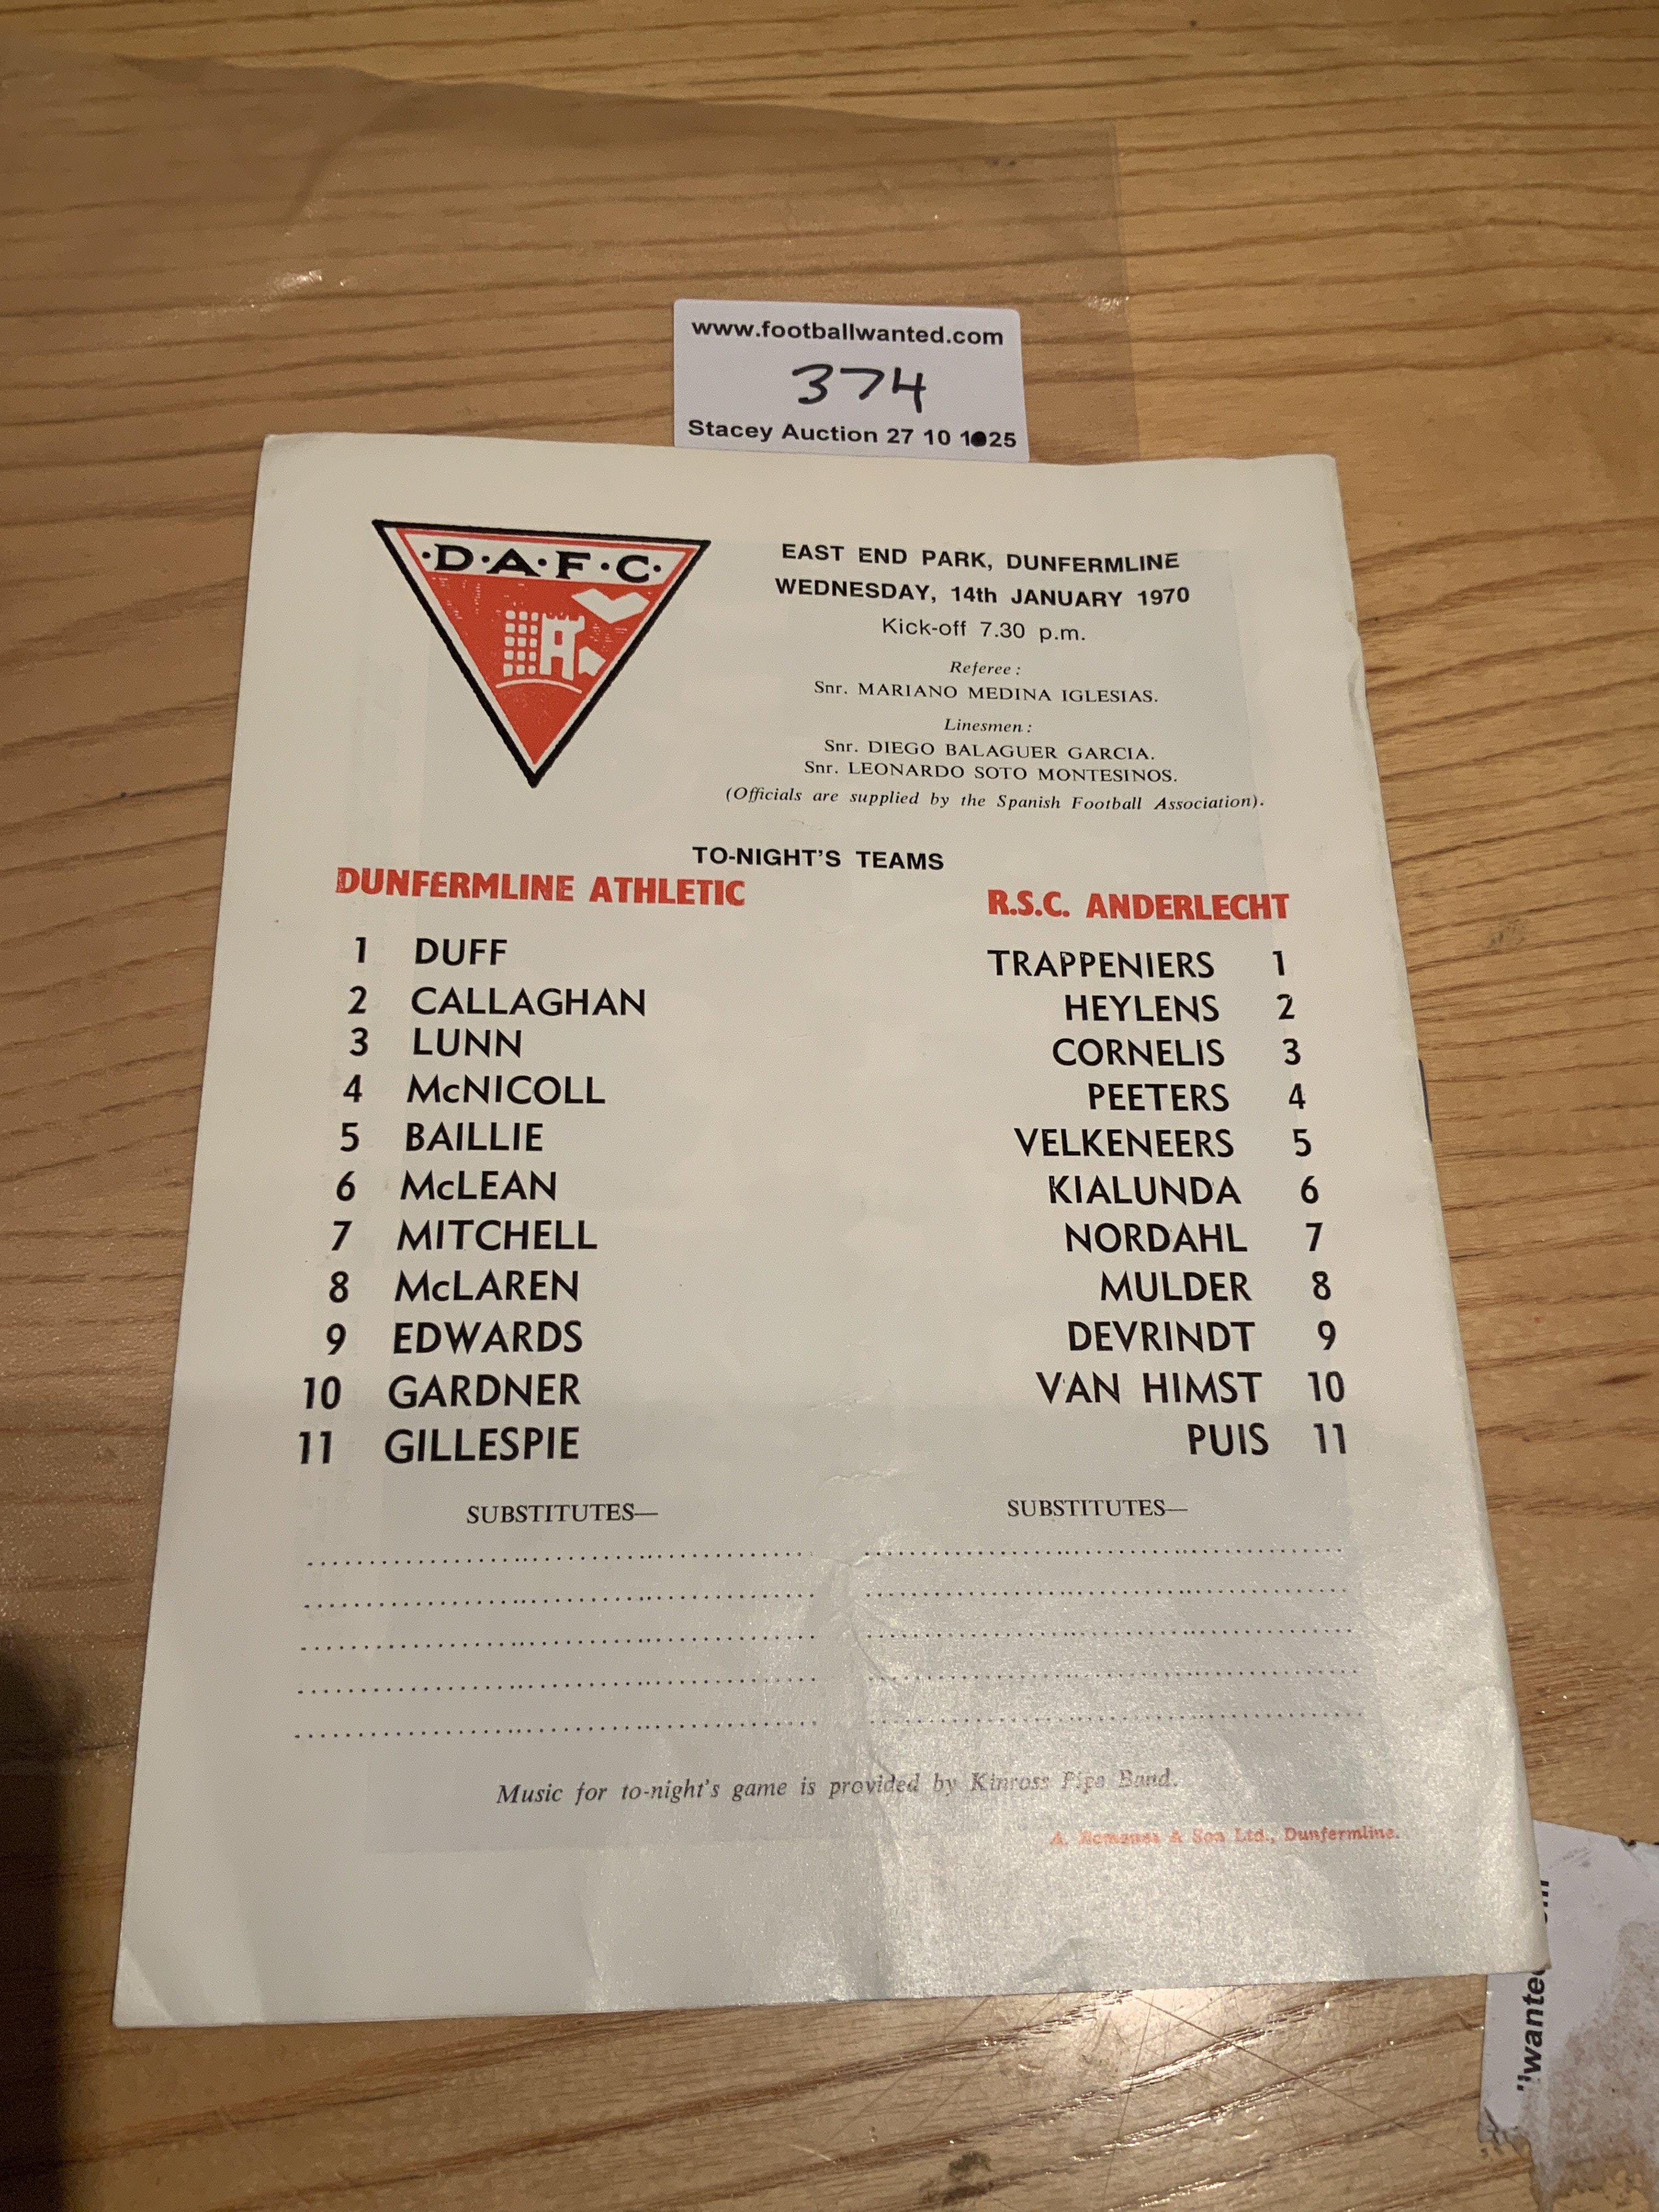 www.footballwanted.com
374
Stacey Auction 27 10 1025
·D·A·F·C·
EAST END PARK, DUNFERMLINE
WEDNESDAY, 14th JANUARY 1970
Kick-off 7.30 p.m.
Referee :
Snr. MARIANO MEDINA IGLESIAS.
Linesmen :
Snr. DIEGO BALAGUER GARCIA.
Snr. LEONARDO SOTO MONTESINOS.
(Officials are supplied by the Spanish Football Association).
TO-NIGHT'S TEAMS
DUNFERMLINE ATHLETIC
1 DUFF
2 CALLAGHAN
3 LUNN
4 McNICOLL
5 BAILLIE
6 McLEAN
7 MITCHELL
8 McLAREN
9 EDWARDS
10 GARDNER
11 GILLESPIE
SUBSTITUTES—
R.S.C. ANDERLECHT
TRAPPENIERS 1
HEYLENS 2
CORNELIS 3
PEETERS 4
VELKENEERS 5
KIALUNDA 6
NORDAHL 7
MULDER 8
DEVRINDT 9
VAN HIMST 10
PUIS 11
SUBSTITUTES—
Music for to-night's game is provided by Kinross Pipe Band.
A. & Son Ltd., Dunfermline.